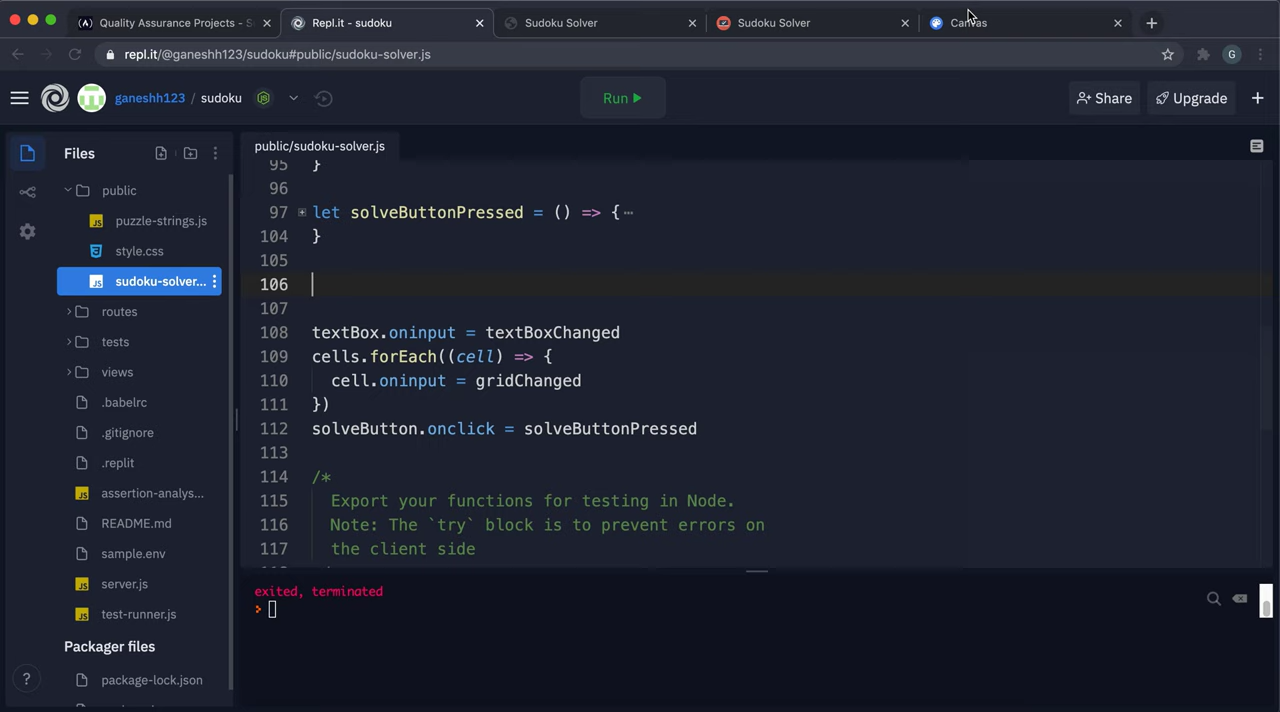 Quality Assurance Projects - S
Repl.it - sudoku
Sudoku Solver
Sudoku Solver
Canvas
repl.it/@ganeshh123/sudoku#public/sudoku-solver.js
G
ganeshh123 / sudoku
Run
Share
Upgrade
Files
public
puzzle-strings.js
style.css
sudoku-solver...
routes
tests
views
.babelrc
.gitignore
.replit
assertion-analys...
README.md
sample.env
server.js
test-runner.js
Packager files
package-lock.json
?
public/sudoku-solver.js
95 }
96
97 let solveButtonPressed = () => {
104 }
105
106
107
108 textBox.oninput = textBoxChanged
109 cells.forEach((cell) => {
110 cell.oninput = gridChanged
111 })
112 solveButton.onclick = solveButtonPressed
113
114 /*
115 Export your functions for testing in Node.
116 Note: The `try` block is to prevent errors on
117 the client side
exited, terminated